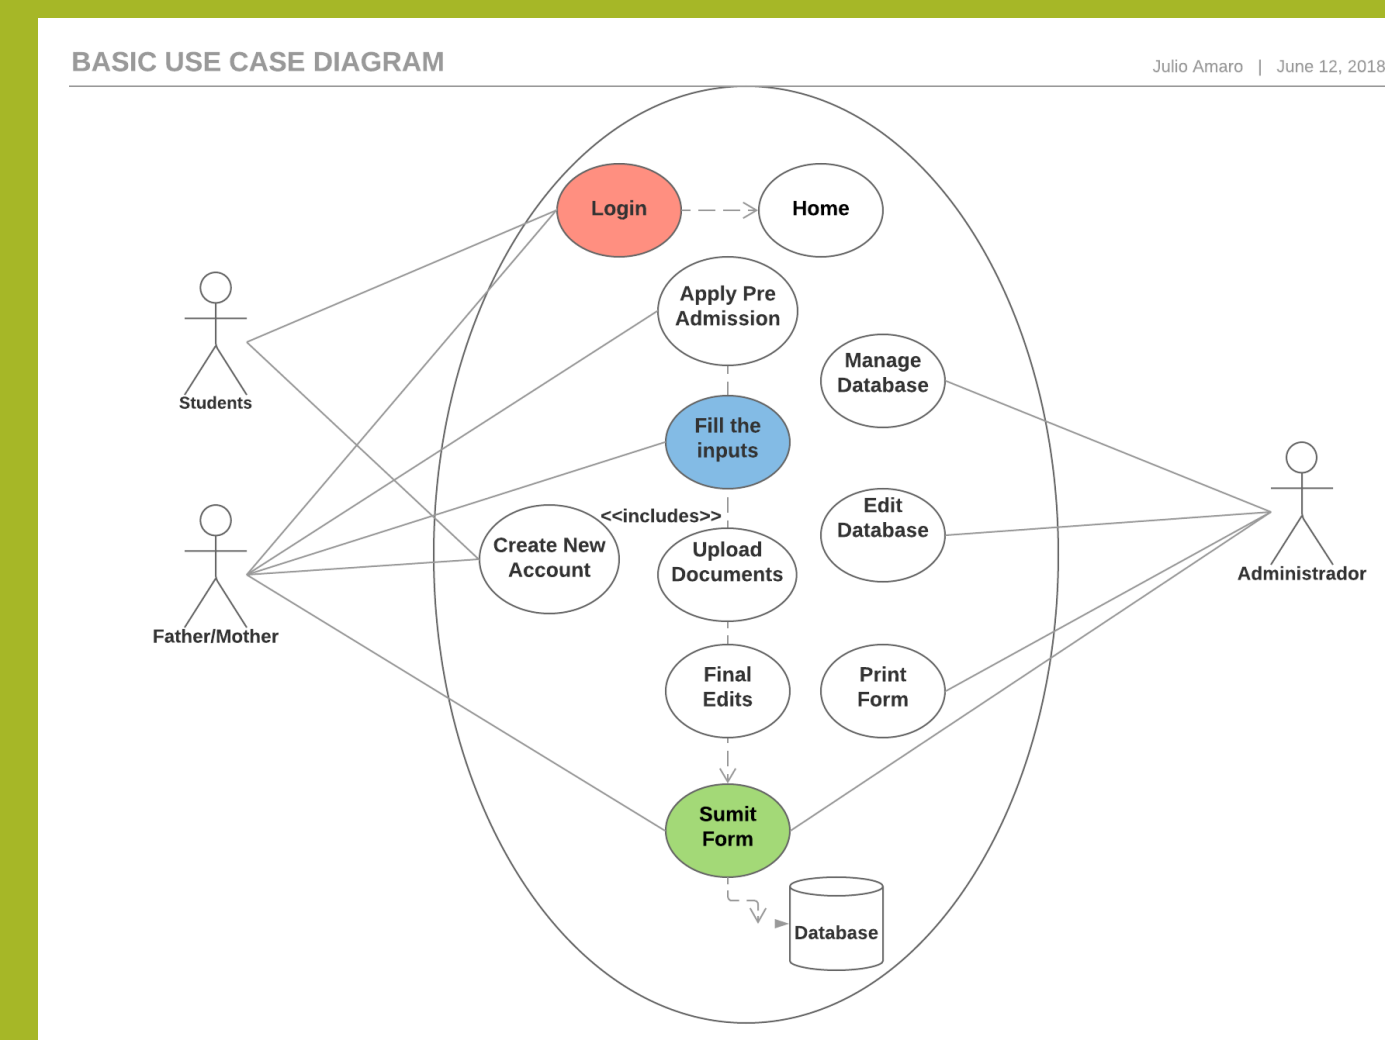 BASIC USE CASE DIAGRAM
Julio Amaro | June 12, 2018
Login
Home
Apply Pre
Admission
Manage
Database
Students
Fill the
inputs
<<includes>>
Edit
Database
Create New
Account
Upload
Documents
Administrador
Father/Mother
Final
Edits
Print
Form
Sumit
Form
Database